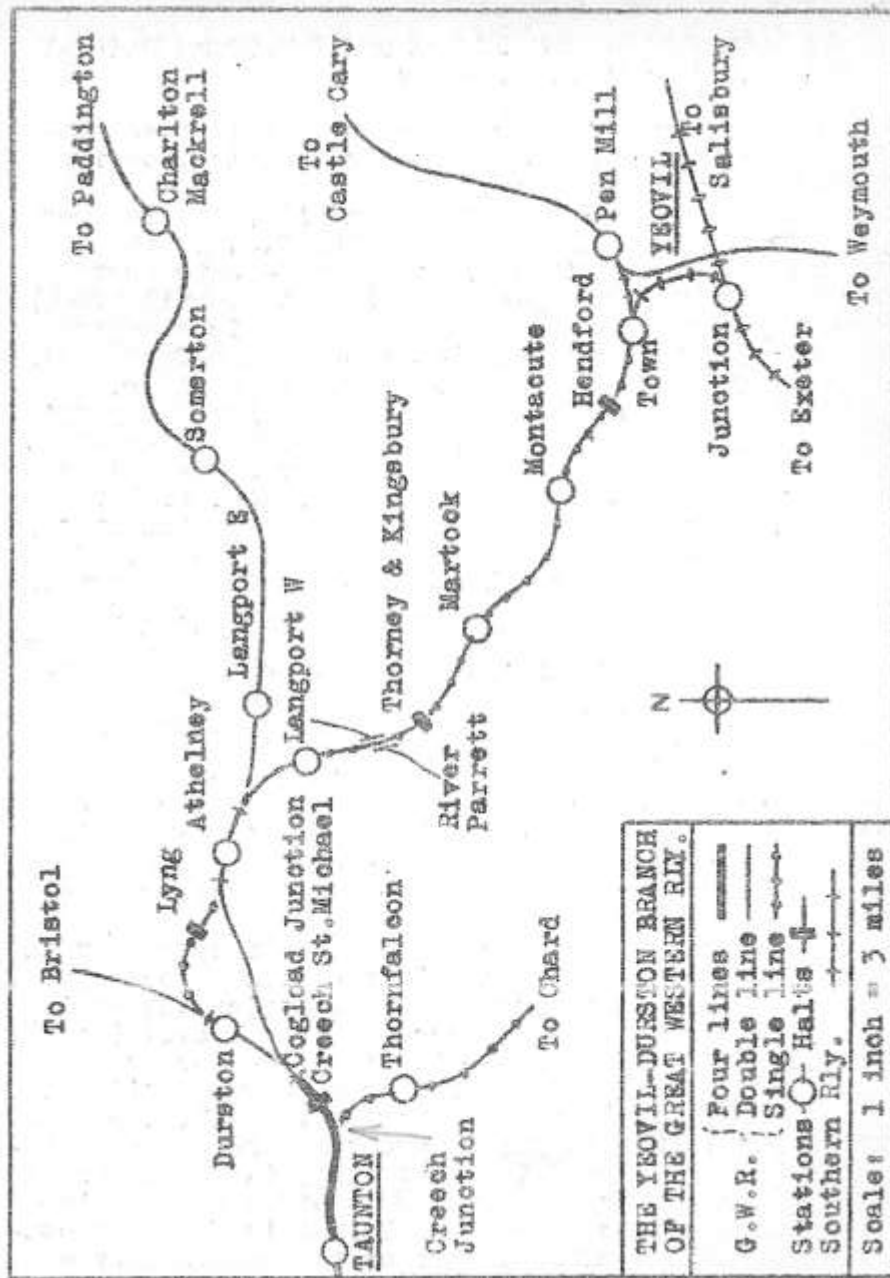 To Bristol
To Paddington
Charlton
Mackrell
Somerton
Lyng
Athelney
Langport E
To
Castle Cary
Durston
Cogload Junction
Creech St.Michael
Langport W
Thorney & Kingsbury
Martock
Montacute
Hendford
Pen Mill
TAUNTON
Creech
Junction
Thornfalcon
To Chard
River
Parrett
Town
YEOVIL
Junction
To
Salisbury
To Exeter
To Weymouth
N
THE YEOVIL-DURSTON BRANCH
OF THE GREAT WESTERN RLY.
Four lines
G.W.R. Double line
Single line
Stations Halts
Southern Rly.
Scale: 1 inch = 3 miles